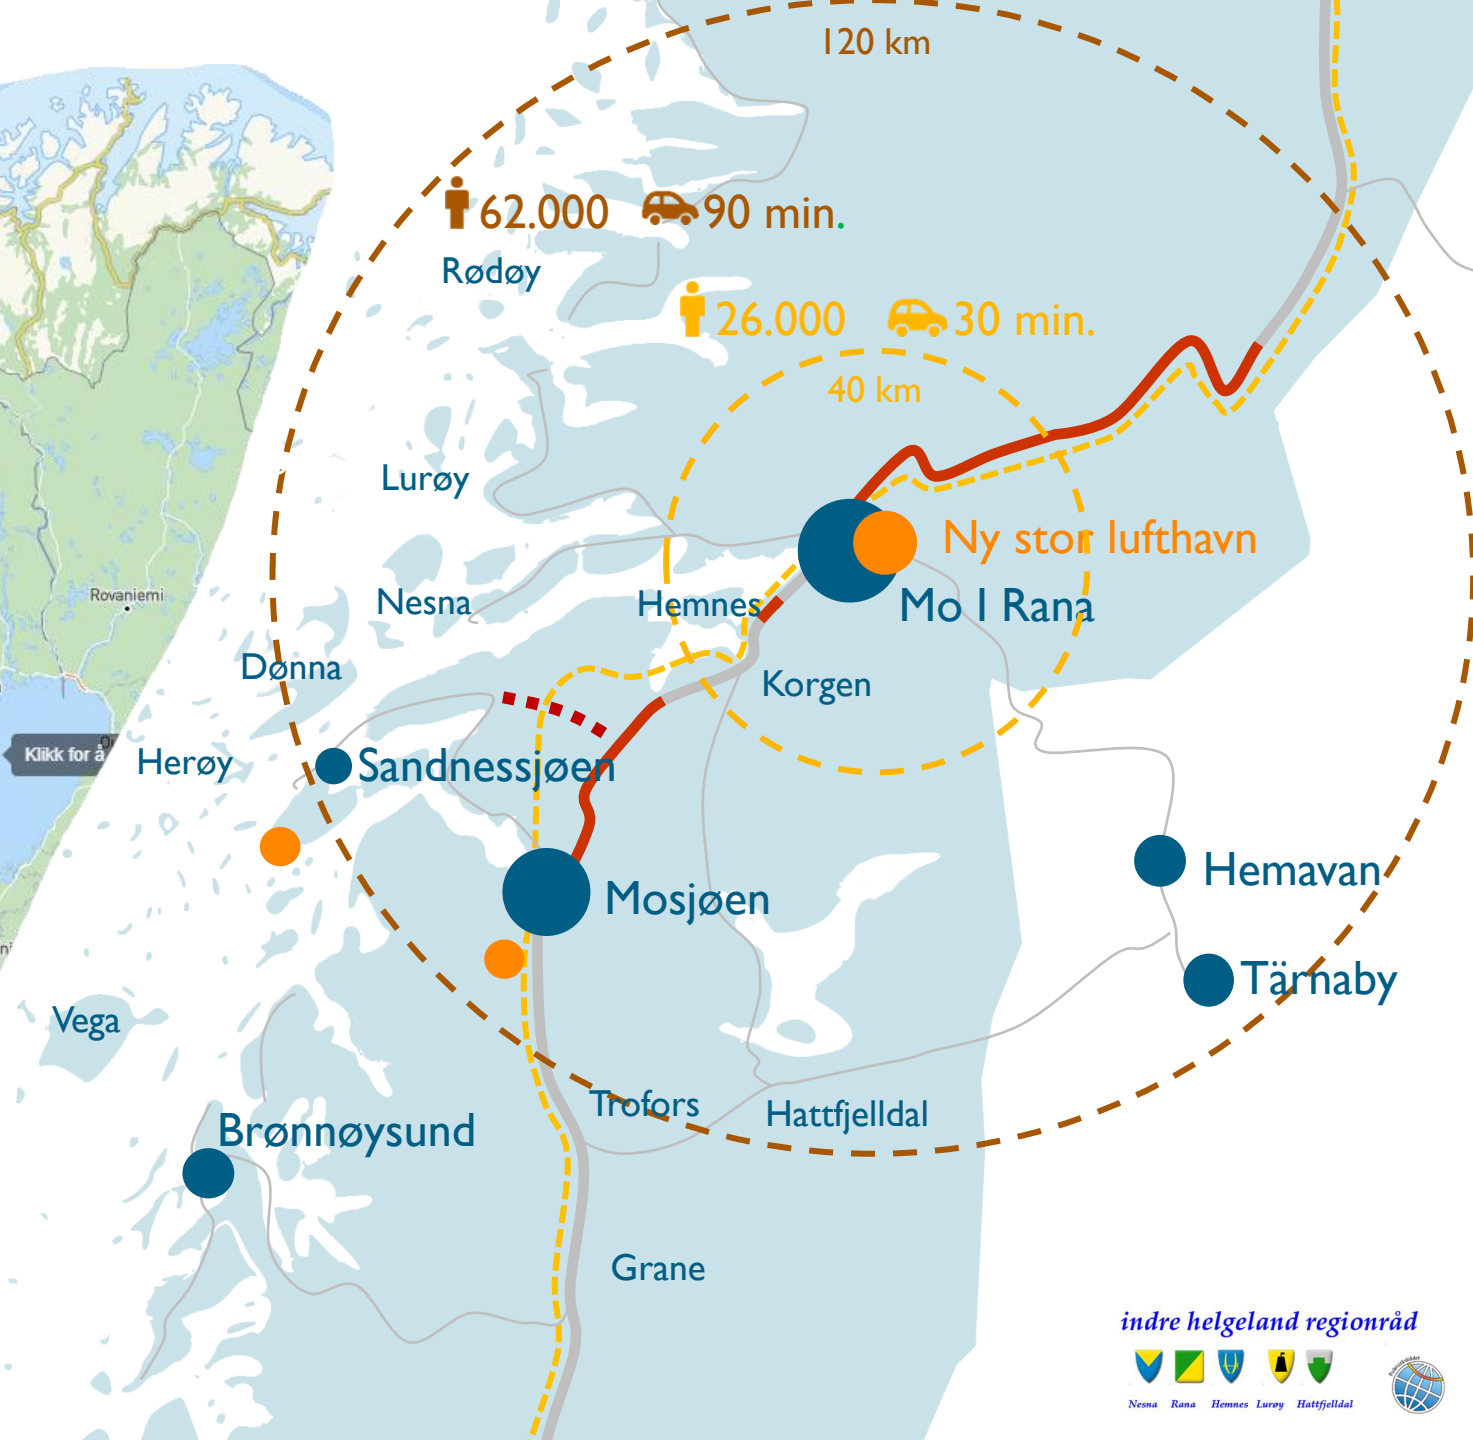 120 km
62.000 90 min.
Rødøy
26.000 30 min.
40 km
Lurøy
Ny stor lufthavn
Rovaniemi
Nesna
Hemnes
Mo I Rana
Dønna
Korgen
Klikk for å
Herøy
Sandnessjøen
Hemavan
Mosjøen
Tärnaby
Vega
Trofors
Hattfjelldal
Brønnøysund
Grane
indre helgeland regionråd
Nesna Rana Hemnes Lurøy Hattfjelldal